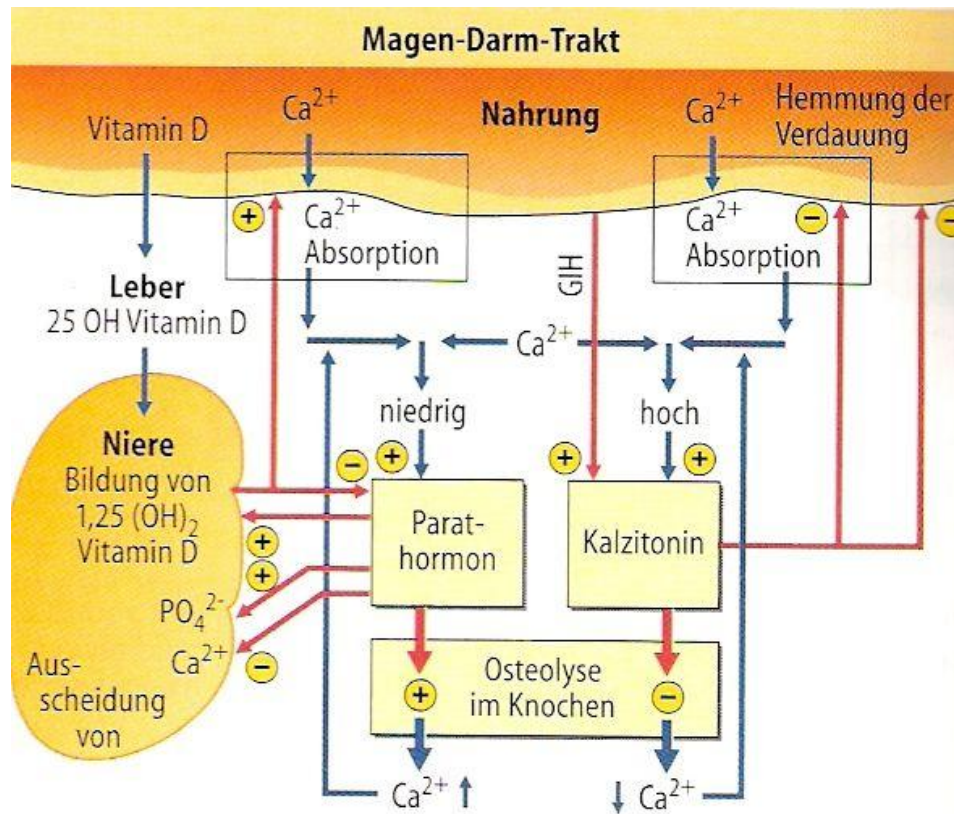 Magen-Darm-Trakt
Vitamin D
Ca²⁺
Nahrung
Ca²⁺
Hemmung der
Verdauung
+
Ca²⁺
Absorption
Ca²⁺
Absorption
−
−
GIH
Leber
25 OH Vitamin D
Ca²⁺
niedrig
hoch
Niere
Bildung von
1,25 (OH)₂
Vitamin D
−
+
+
+
Parat-
hormon
Kalzitonin
+
+
PO₄²⁻
Ca²⁺
−
Aus-
scheidung
von
Osteolyse
im Knochen
+
−
Ca²⁺ ↑
↓ Ca²⁺